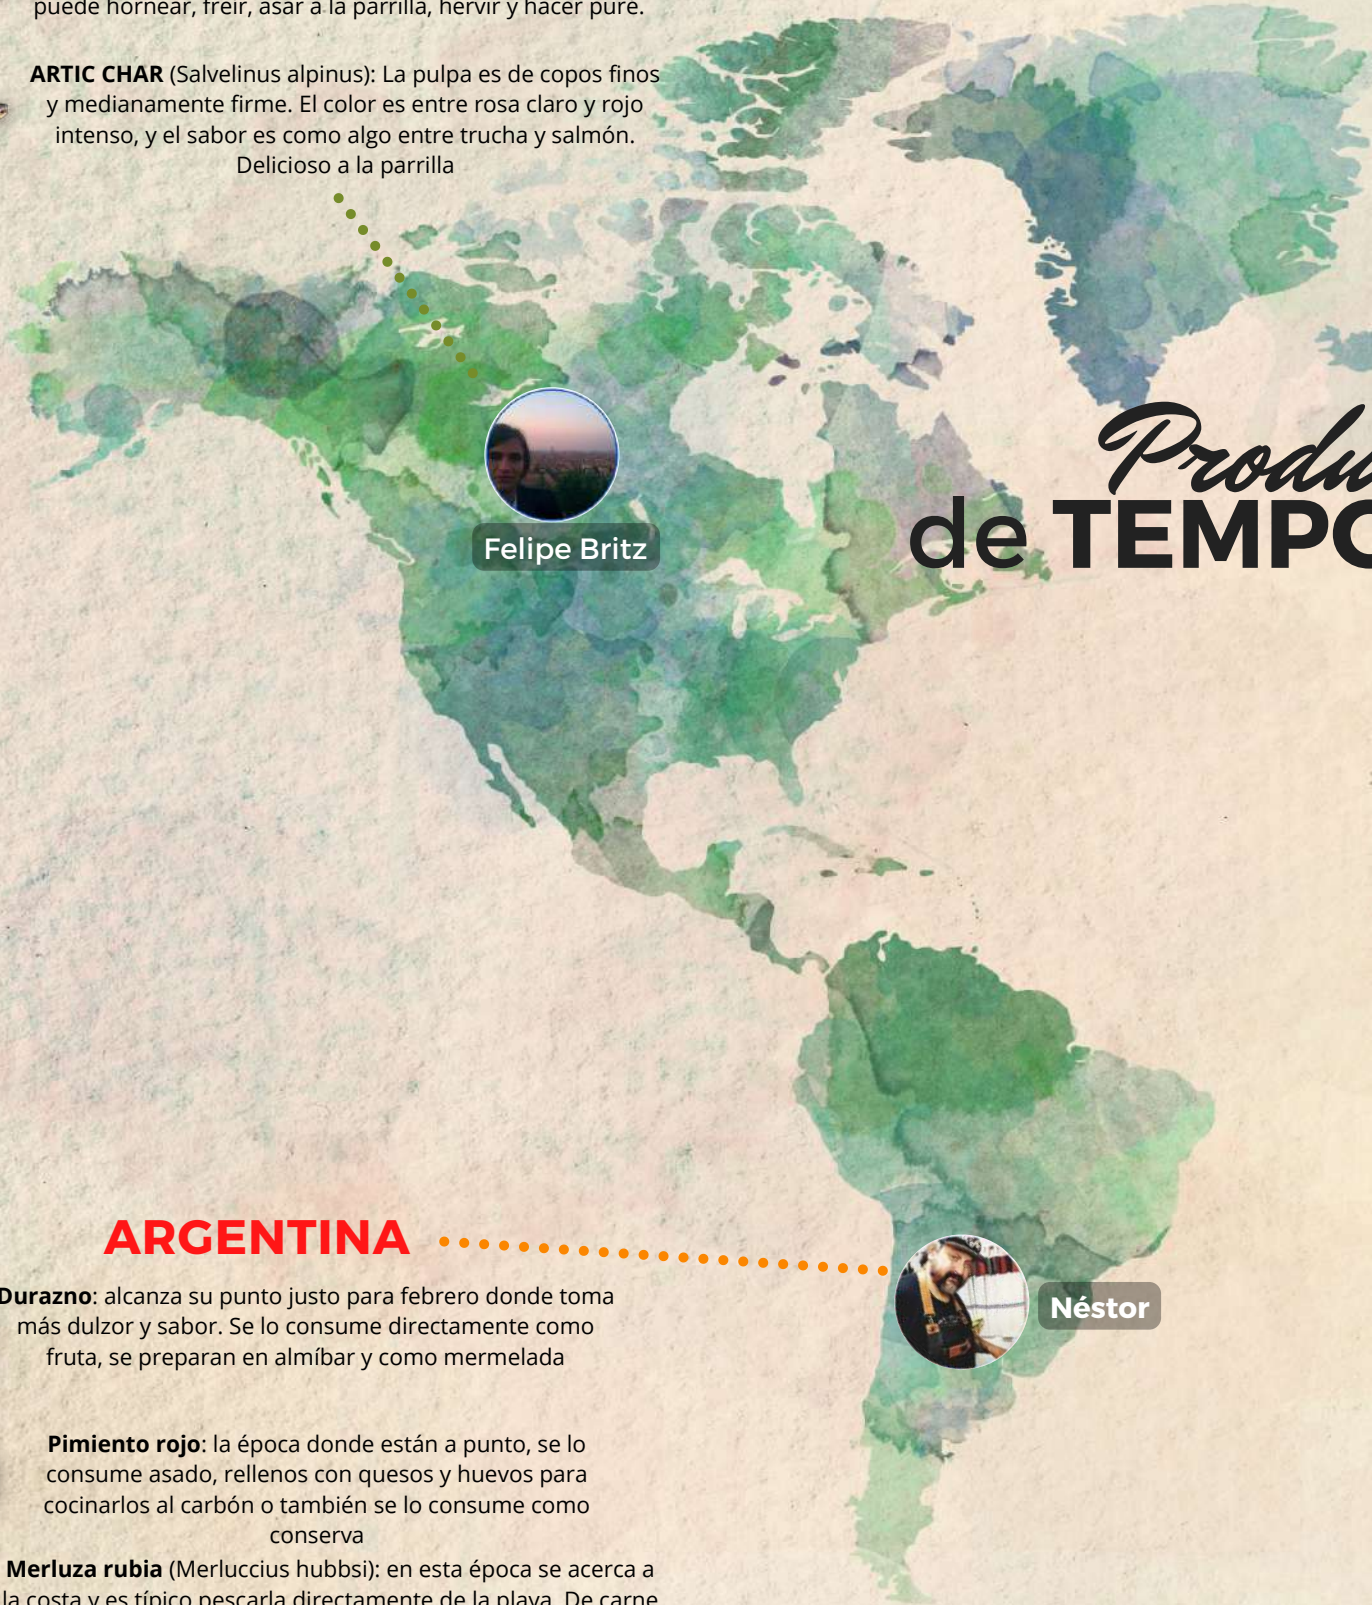 puede hornear, freír, asar a la parrilla, hervir y hacer puré.
ARTIC CHAR (Salvelinus alpinus): La pulpa es de copos finos
y medianamente firme. El color es entre rosa claro y rojo
intenso, y el sabor es como algo entre trucha y salmón.
Delicioso a la parrilla
Felipe Britz
Produ
de TEMPO
ARGENTINA
Néstor
Durazno: alcanza su punto justo para febrero donde toma
más dulzor y sabor. Se lo consume directamente como
fruta, se preparan en almíbar y como mermelada
Pimiento rojo: la época donde están a punto, se lo
consume asado, rellenos con quesos y huevos para
cocinarlos al carbón o también se lo consume como
conserva
Merluza rubia (Merluccius hubbsi): en esta época se acerca a
la costa y es típico pescarla directamente de la playa. De carne